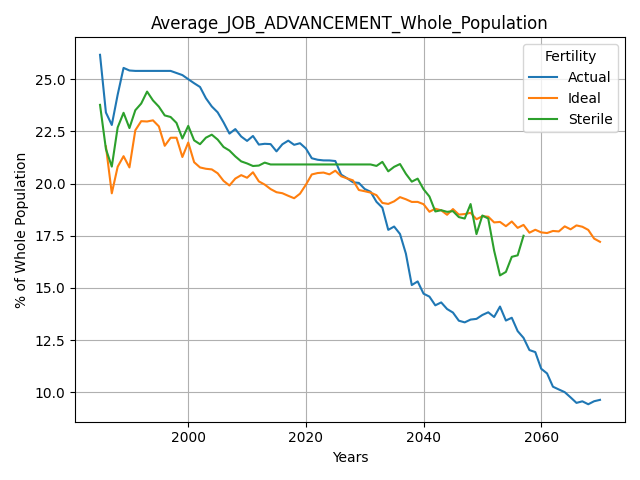 Average_JOB_ADVANCEMENT_Whole_Population
Fertility
Actual
Ideal
Sterile
% of Whole Population
25.0
22.5
20.0
17.5
15.0
12.5
10.0
2000 2020 2040 2060
Years